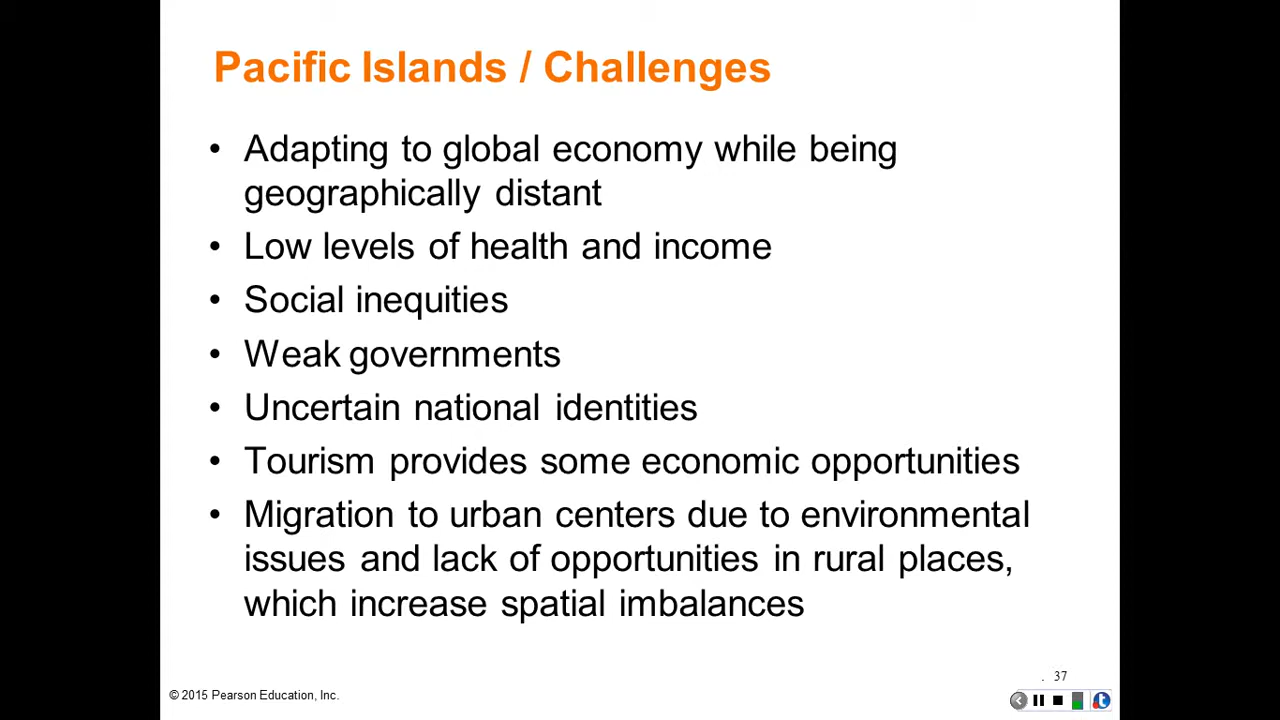 Pacific Islands / Challenges
• Adapting to global economy while being
geographically distant
• Low levels of health and income
• Social inequities
• Weak governments
• Uncertain national identities
• Tourism provides some economic opportunities
• Migration to urban centers due to environmental
issues and lack of opportunities in rural places,
which increase spatial imbalances
. 37
© 2015 Pearson Education, Inc.
t